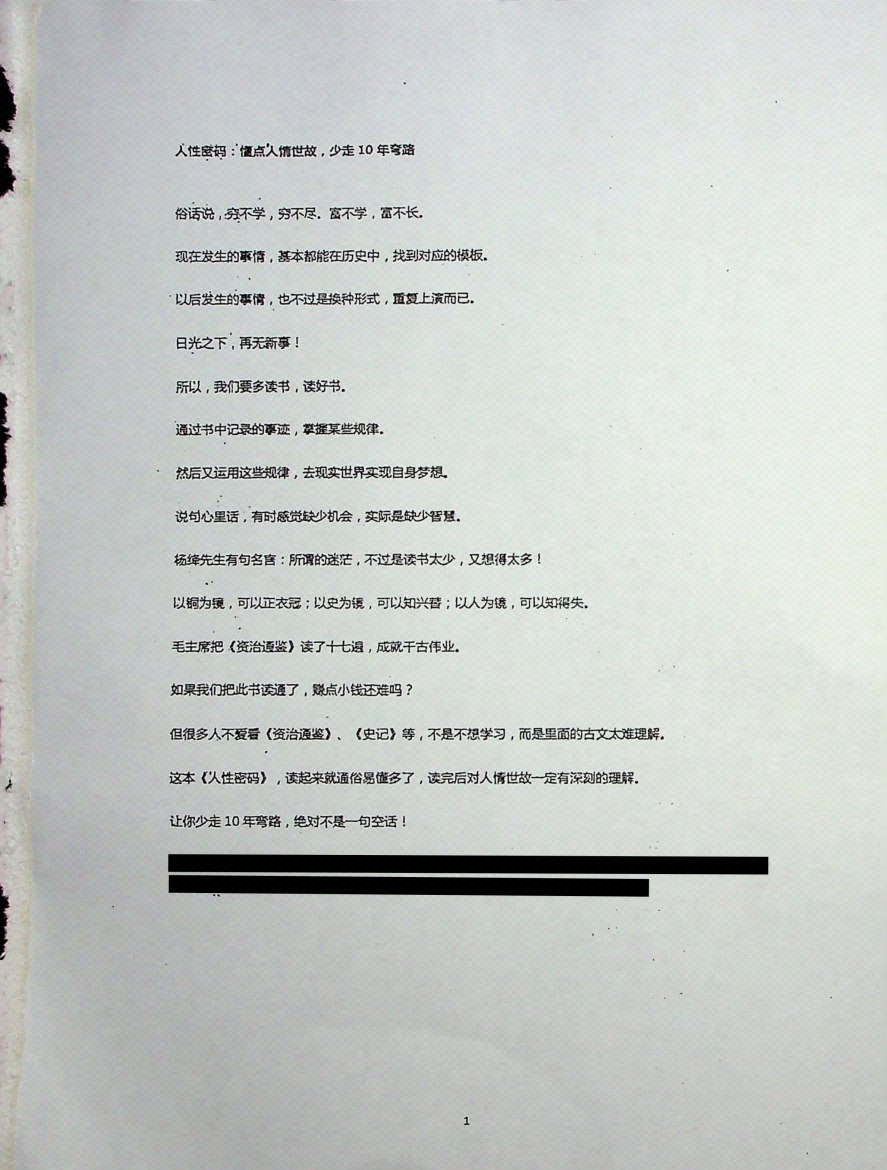 人性密码：懂点人情世故，少走 10 年弯路
俗话说，穷不学，穷不尽。富不学，富不长。
现在发生的事情，基本都能在历史中，找到对应的模板。
以后发生的事情，也不过是换种形式，重复上演而已。
日光之下，再无新事！
所以，我们要多读书，读好书。
通过书中记录的事迹，掌握某些规律。
然后又运用这些规律，去现实世界实现自身梦想。
说句心里话，有时感觉缺少机会，实际是缺少智慧。
杨绛先生有句名言：所谓的迷茫，不过是读书太少，又想得太多！
以铜为镜，可以正衣冠；以史为镜，可以知兴替；以人为镜，可以知得失。
毛主席把《资治通鉴》读了十七遍，成就千古伟业。
如果我们把此书读通了，赚点小钱还难吗？
但很多人不爱看《资治通鉴》、《史记》等，不是不想学习，而是里面的古文太难理解。
这本《人性密码》，读起来就通俗易懂多了，读完后对人情世故一定有深刻的理解。
让你少走 10 年弯路，绝对不是一句空话！
1